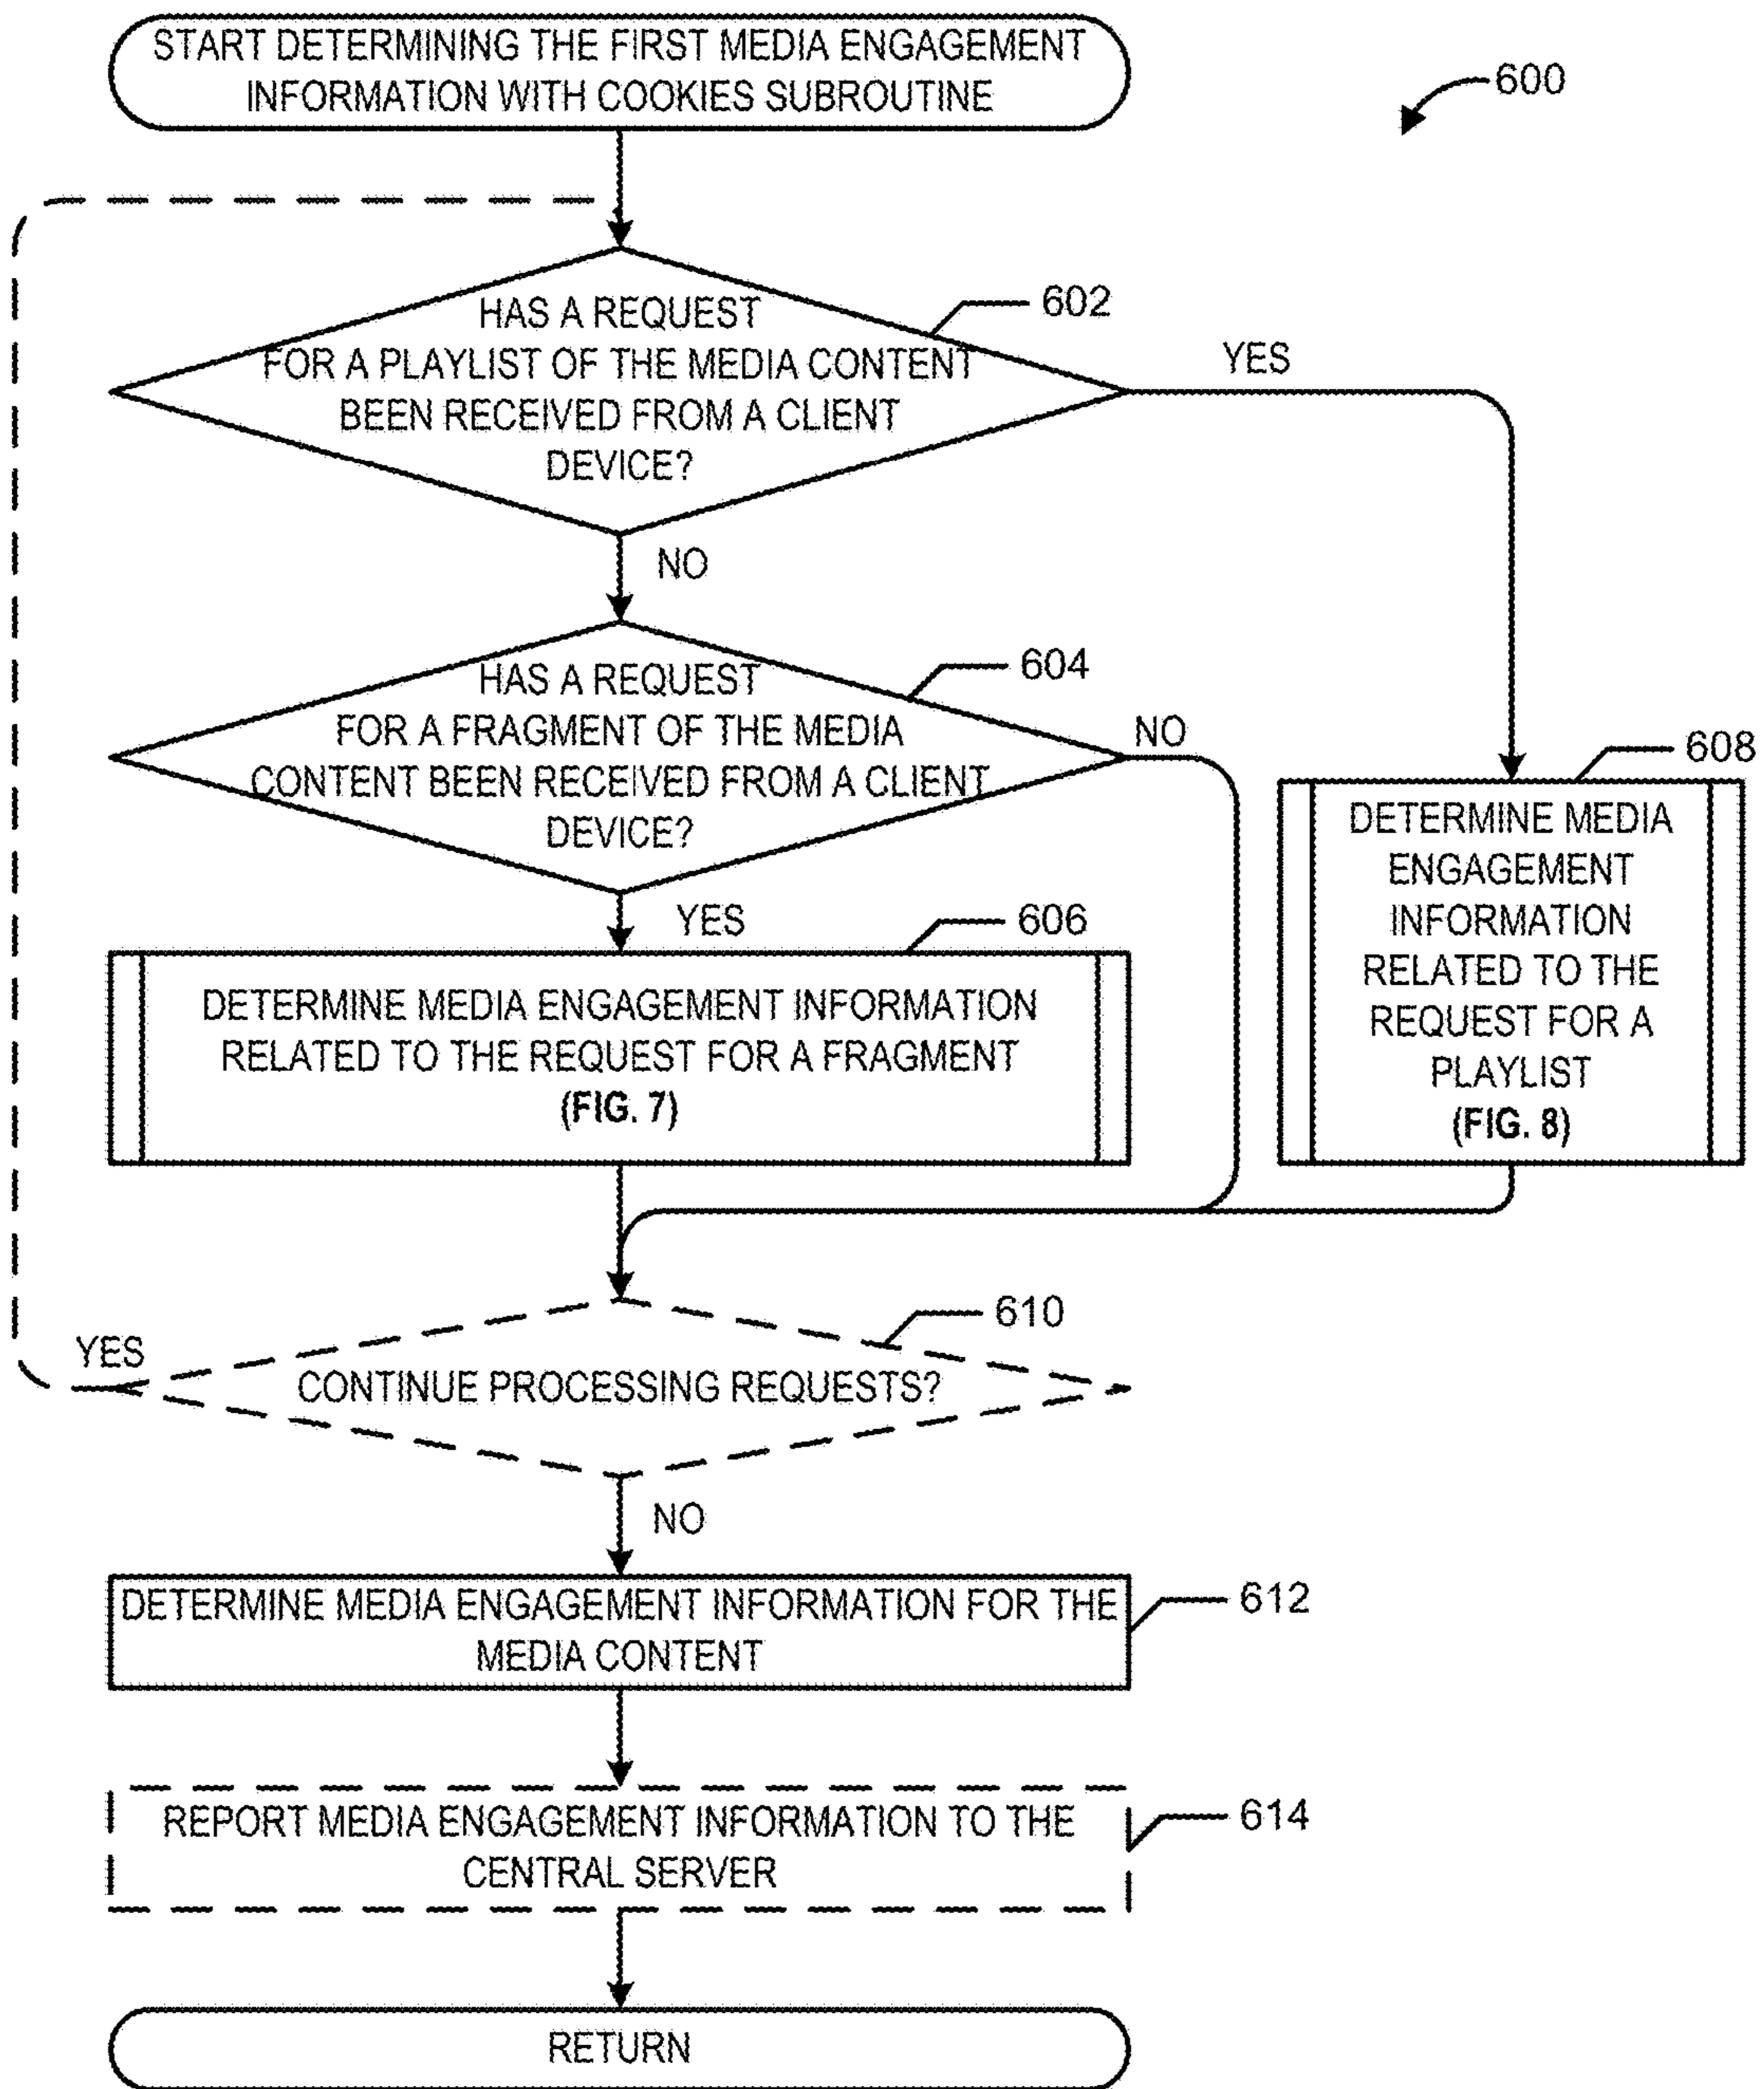 START DETERMINING THE FIRST MEDIA ENGAGEMENT
INFORMATION WITH COOKIES SUBROUTINE
600
HAS A REQUEST
FOR A PLAYLIST OF THE MEDIA CONTENT
BEEN RECEIVED FROM A CLIENT
DEVICE?
602
YES
NO
HAS A REQUEST
FOR A FRAGMENT OF THE MEDIA
CONTENT BEEN RECEIVED FROM A CLIENT
DEVICE?
604
NO
YES
608
DETERMINE MEDIA
ENGAGEMENT
INFORMATION
RELATED TO THE
REQUEST FOR A
PLAYLIST
(FIG. 8)
606
DETERMINE MEDIA ENGAGEMENT INFORMATION
RELATED TO THE REQUEST FOR A FRAGMENT
(FIG. 7)
610
YES
CONTINUE PROCESSING REQUESTS?
NO
DETERMINE MEDIA ENGAGEMENT INFORMATION FOR THE
MEDIA CONTENT
612
REPORT MEDIA ENGAGEMENT INFORMATION TO THE
CENTRAL SERVER
614
RETURN